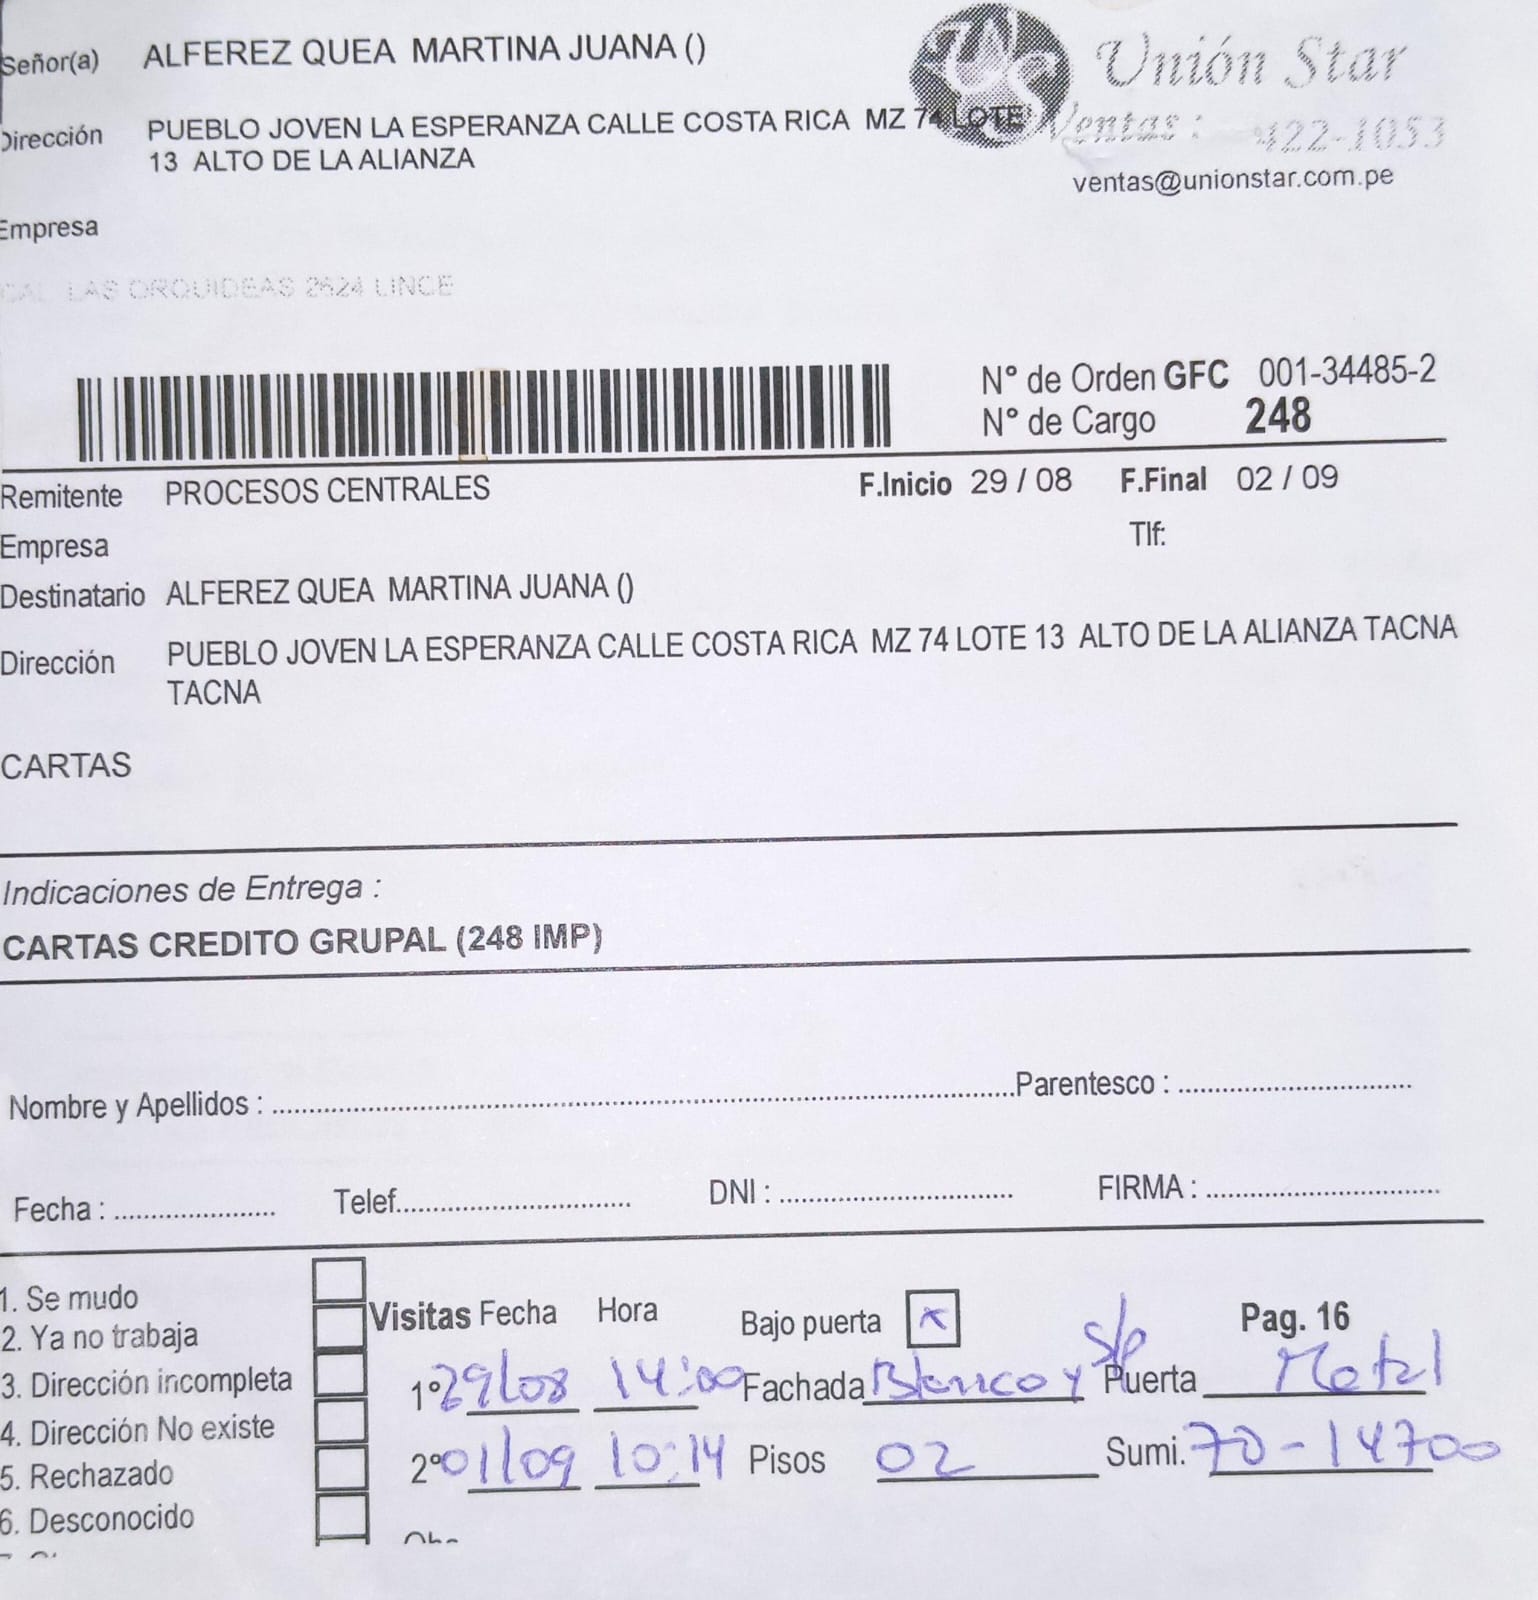 Señor(a) ALFEREZ QUEA MARTINA JUANA ()
Dirección PUEBLO JOVEN LA ESPERANZA CALLE COSTA RICA MZ 74 LOTE
13 ALTO DE LA ALIANZA
Unión Star
Ventas : 422-1053
ventas@unionstar.com.pe
Empresa
CAL LAS ORQUIDEAS 2624 LINCE
N° de Orden GFC 001-34485-2
N° de Cargo 248
Remitente PROCESOS CENTRALES F.Inicio 29 / 08 F.Final 02 / 09
Empresa Tlf:
Destinatario ALFEREZ QUEA MARTINA JUANA ()
Dirección PUEBLO JOVEN LA ESPERANZA CALLE COSTA RICA MZ 74 LOTE 13 ALTO DE LA ALIANZA TACNA
TACNA
CARTAS
Indicaciones de Entrega :
CARTAS CREDITO GRUPAL (248 IMP)
Nombre y Apellidos : Parentesco :
Fecha : Telef. DNI : FIRMA :
1. Se mudo
2. Ya no trabaja
3. Dirección incompleta
4. Dirección No existe
5. Rechazado
6. Desconocido
Visitas Fecha Hora Bajo puerta x Pag. 16
1° 29/08 14:00 Fachada Blanco y s/p Puerta Metal
2° 01/09 10:14 Pisos 02 Sumi. 70-14700